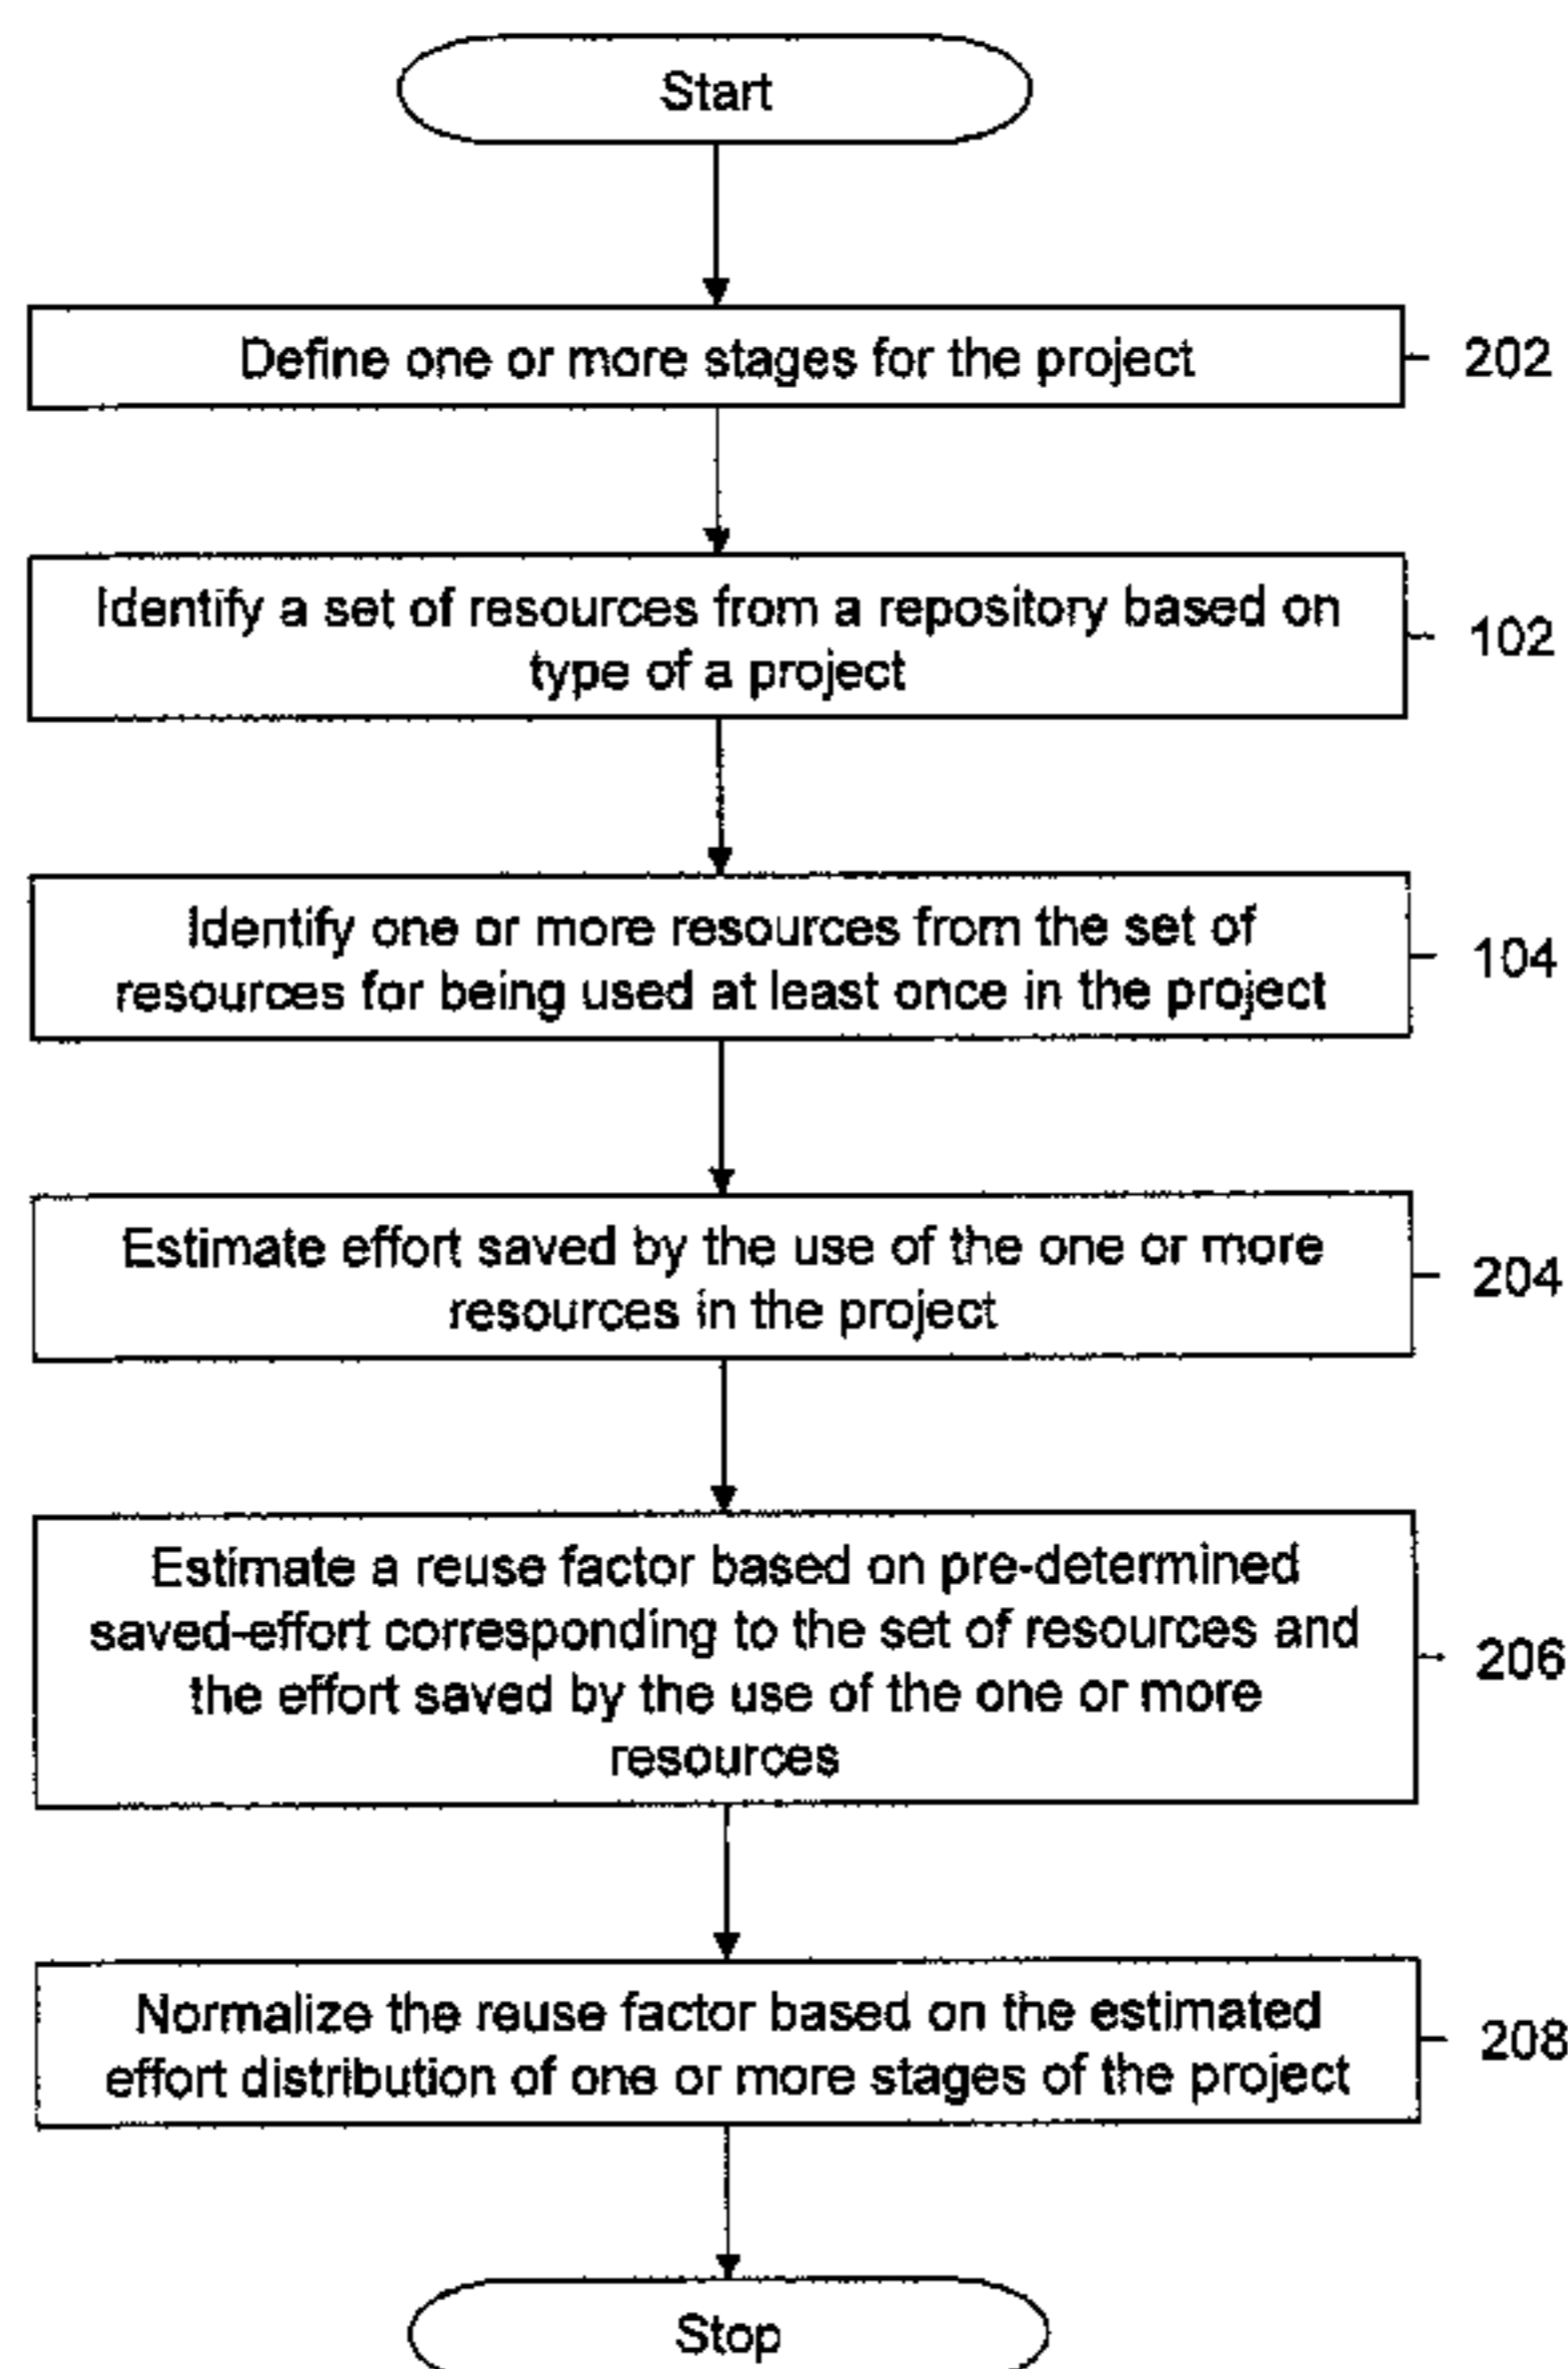 Start
Define one or more stages for the project
202
Identify a set of resources from a repository based on
type of a project
102
Identify one or more resources from the set of
resources for being used at least once in the project
104
Estimate effort saved by the use of the one or more
resources in the project
204
Estimate a reuse factor based on pre-determined
saved-effort corresponding to the set of resources and
the effort saved by the use of the one or more
resources
206
Normalize the reuse factor based on the estimated
effort distribution of one or more stages of the project
208
Stop